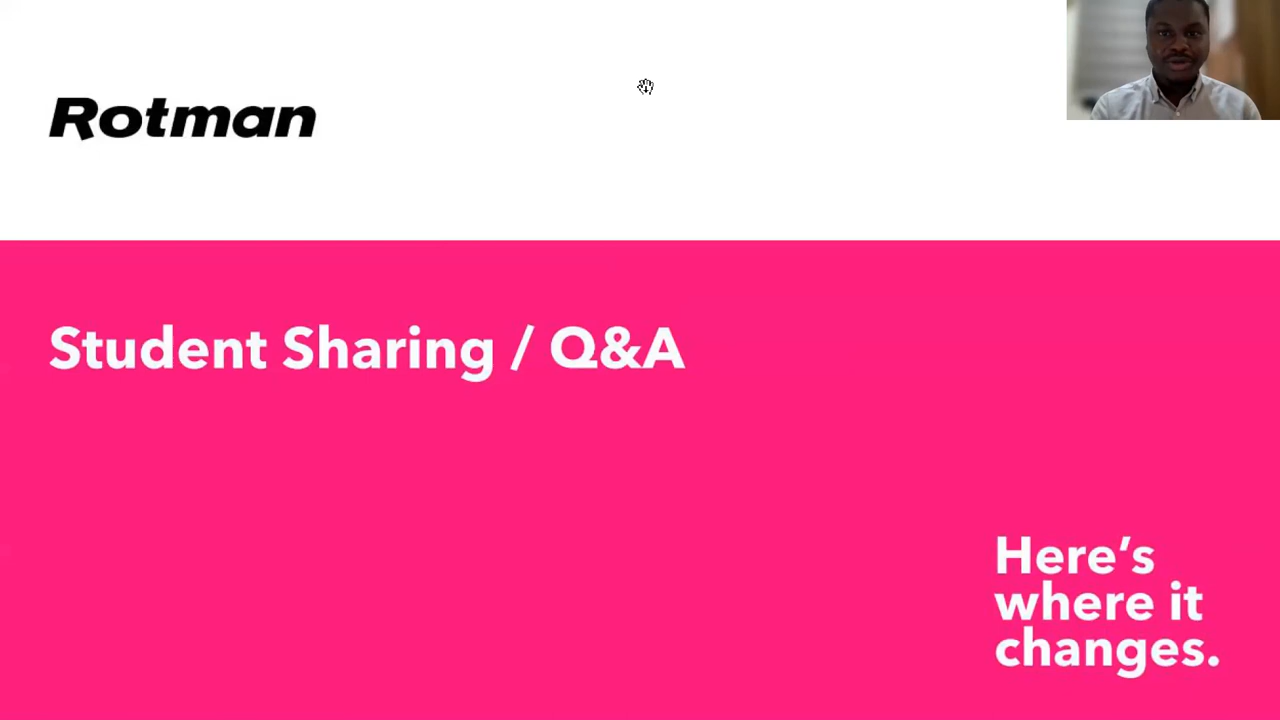 Rotman
Student Sharing / Q&A
Here’s
where it
changes.